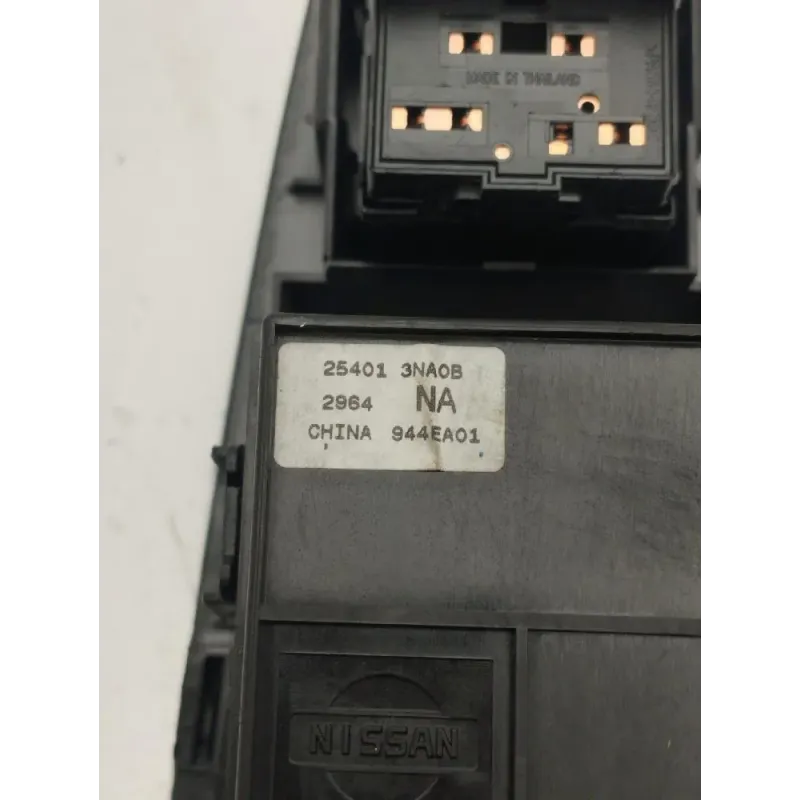 MADE IN THAILAND
25401 3NA0B
2964 NA
CHINA 944EA01
NISSAN